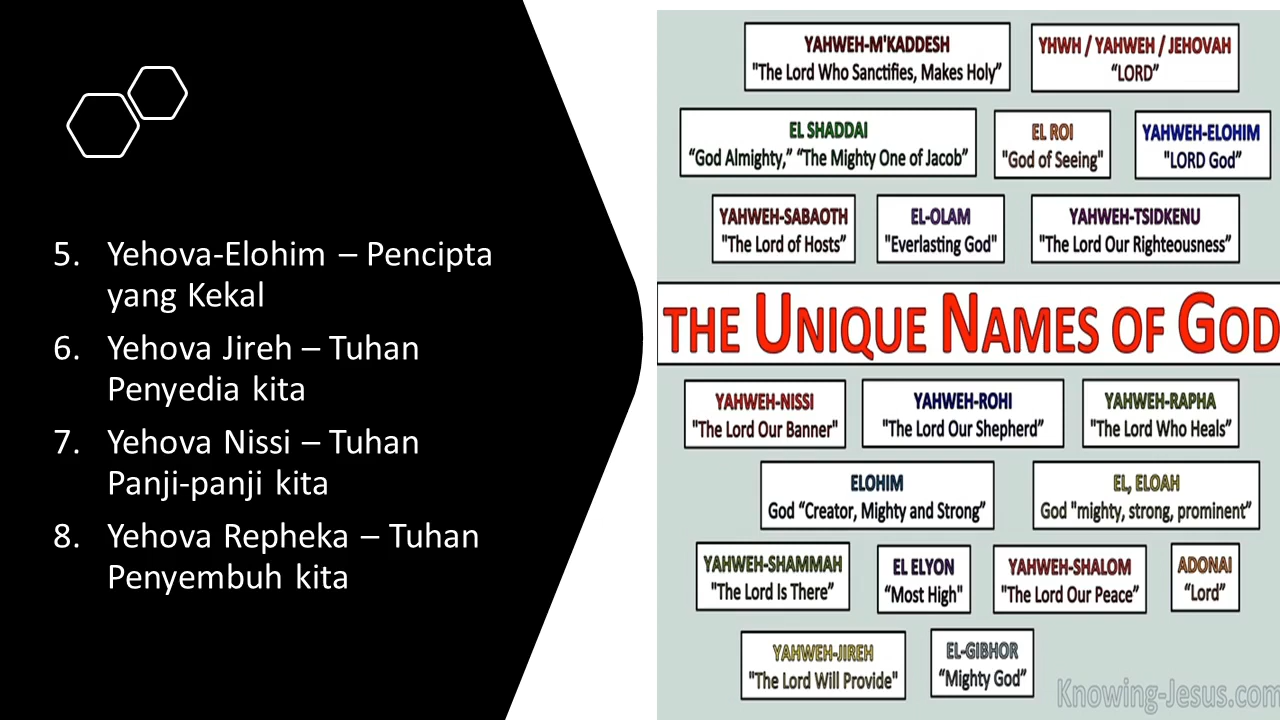 5. Yehova-Elohim – Pencipta
yang Kekal
6. Yehova Jireh – Tuhan
Penyedia kita
7. Yehova Nissi – Tuhan
Panji-panji kita
8. Yehova Repheka – Tuhan
Penyembuh kita
YAHWEH-M'KADDESH
"The Lord Who Sanctifies, Makes Holy”
YHWH / YAHWEH / JEHOVAH
“LORD”
EL SHADDAI
“God Almighty,” “The Mighty One of Jacob”
EL ROI
"God of Seeing"
YAHWEH-ELOHIM
"LORD God”
YAHWEH-SABAOTH
"The Lord of Hosts”
EL-OLAM
"Everlasting God"
YAHWEH-TSIDKENU
"The Lord Our Righteousness”
THE UNIQUE NAMES OF GOD
YAHWEH-NISSI
"The Lord Our Banner"
YAHWEH-ROHI
"The Lord Our Shepherd”
YAHWEH-RAPHA
"The Lord Who Heals”
ELOHIM
God “Creator, Mighty and Strong”
EL, ELOAH
God "mighty, strong, prominent”
YAHWEH-SHAMMAH
"The Lord Is There”
EL ELYON
“Most High"
YAHWEH-SHALOM
"The Lord Our Peace”
ADONAI
“Lord”
YAHWEH-JIREH
"The Lord Will Provide"
EL-GIBHOR
“Mighty God”
Knowing-Jesus.com